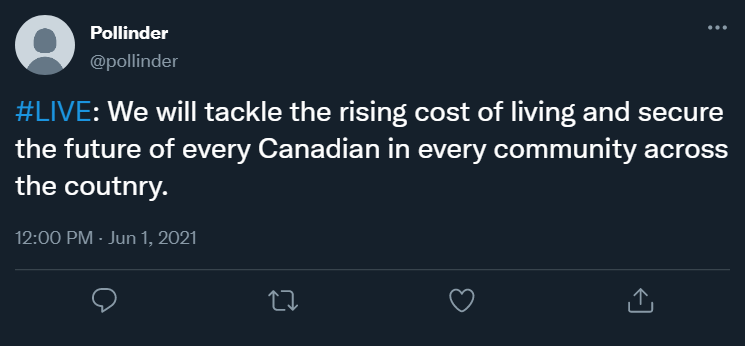 Pollinder
@pollinder
#LIVE: We will tackle the rising cost of living and secure
the future of every Canadian in every community across
the coutnry.
12:00 PM · Jun 1, 2021